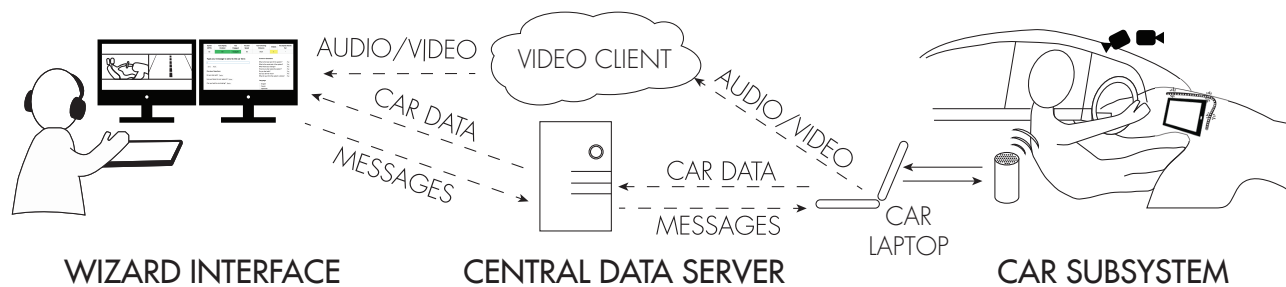 AUDIO/VIDEO
VIDEO CLIENT
AUDIO/VIDEO
CAR DATA
MESSAGES
CAR DATA
MESSAGES
CAR
LAPTOP
WIZARD INTERFACE
CENTRAL DATA SERVER
CAR SUBSYSTEM